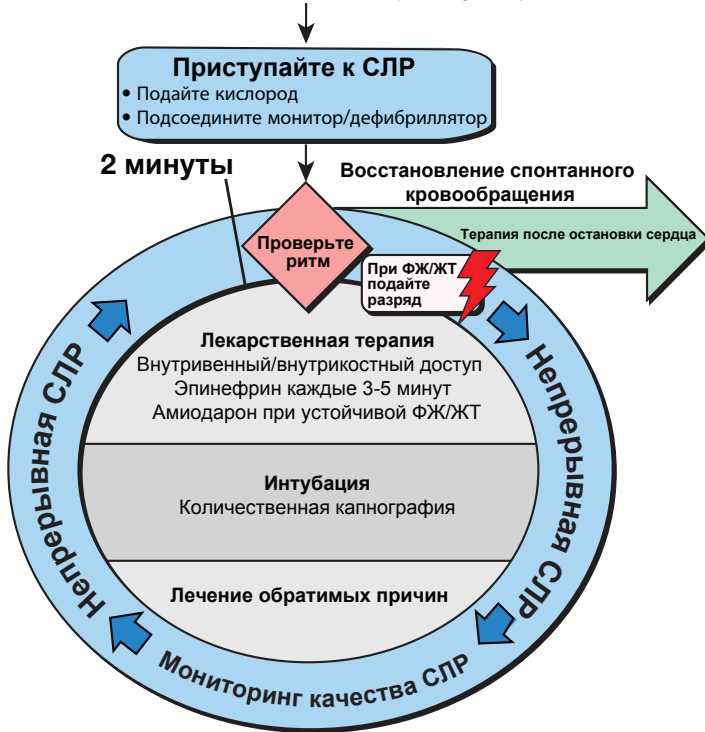 Приступайте к СЛР
• Подайте кислород
• Подсоедините монитор/дефибриллятор
2 минуты
Восстановление спонтанного
кровообращения
Терапия после остановки сердца
Проверьте
ритм
При ФЖ/ЖТ
подайте
разряд
Непрерывная СЛР
Лекарственная терапия
Внутривенный/внутрикостный доступ
Эпинефрин каждые 3-5 минут
Амиодарон при устойчивой ФЖ/ЖТ
Интубация
Количественная капнография
Лечение обратимых причин
Непрерывная СЛР
Мониторинг качества СЛР